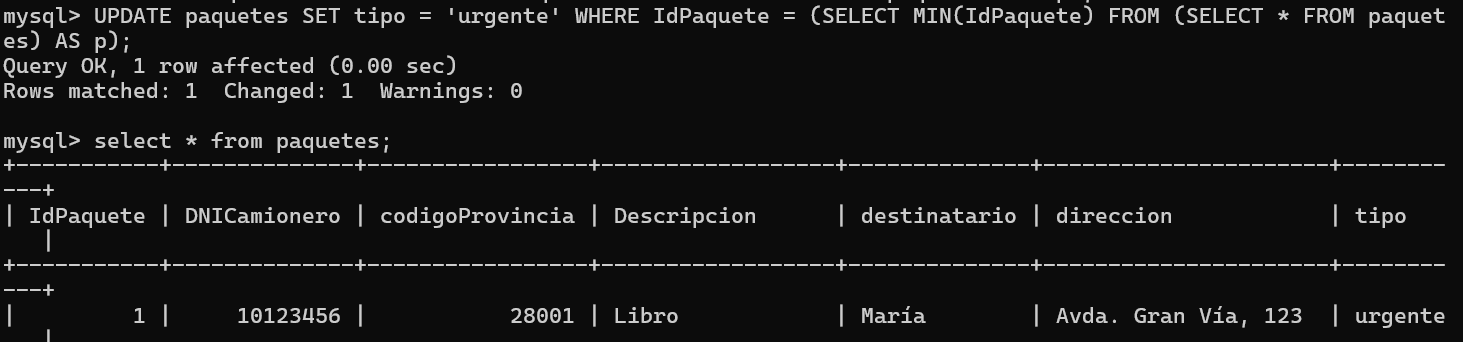 mysql> UPDATE paquetes SET tipo = 'urgente' WHERE IdPaquete = (SELECT MIN(IdPaquete) FROM (SELECT * FROM paquet
es) AS p);
Query OK, 1 row affected (0.00 sec)
Rows matched: 1  Changed: 1  Warnings: 0

mysql> select * from paquetes;
+-----------+--------------+-----------------+------------------+--------------+----------------------+--------
---+
| IdPaquete | DNICamionero | codigoProvincia | Descripcion      | destinatario | direccion            | tipo
   |
+-----------+--------------+-----------------+------------------+--------------+----------------------+--------
---+
|         1 |     10123456 |           28001 | Libro            | María        | Avda. Gran Vía, 123  | urgente
   |